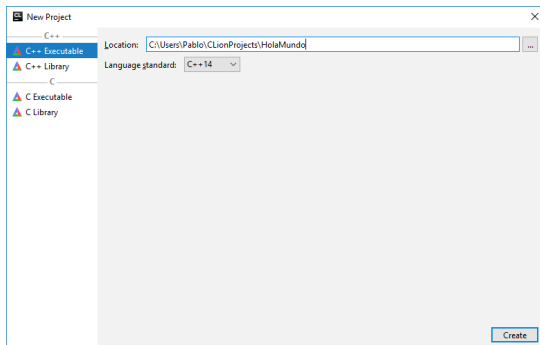 New Project
C++
C++ Executable
C++ Library
C
C Executable
C Library
Location: C:\Users\Pablo\CLionProjects\HolaMundo ...
Language standard: C++14
Create